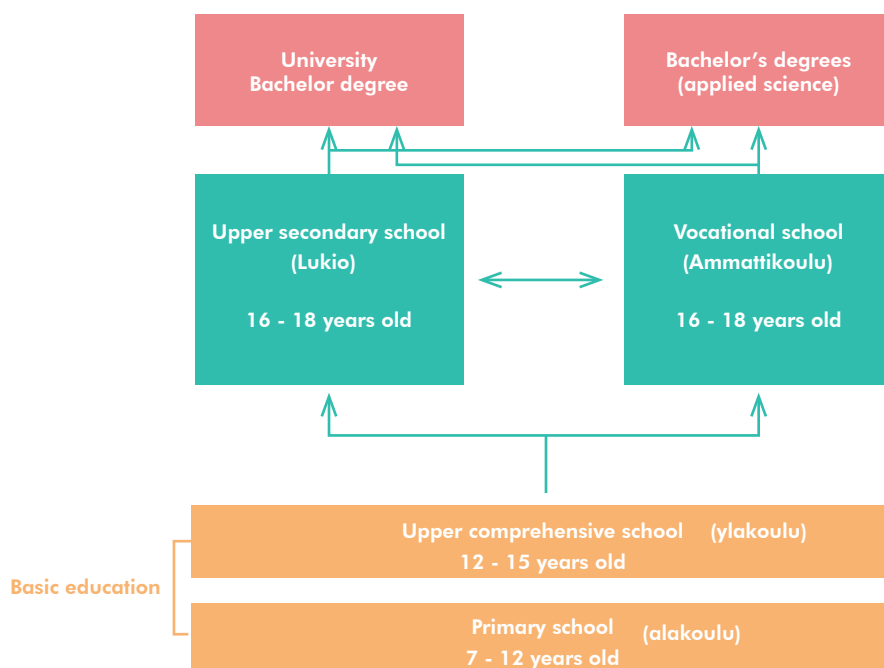 University
Bachelor degree
Bachelor's degrees
(applied science)
Upper secondary school
(Lukio)
16 - 18 years old
Vocational school
(Ammattikoulu)
16 - 18 years old
Upper comprehensive school (ylakoulu)
12 - 15 years old
Basic education
Primary school (alakoulu)
7 - 12 years old